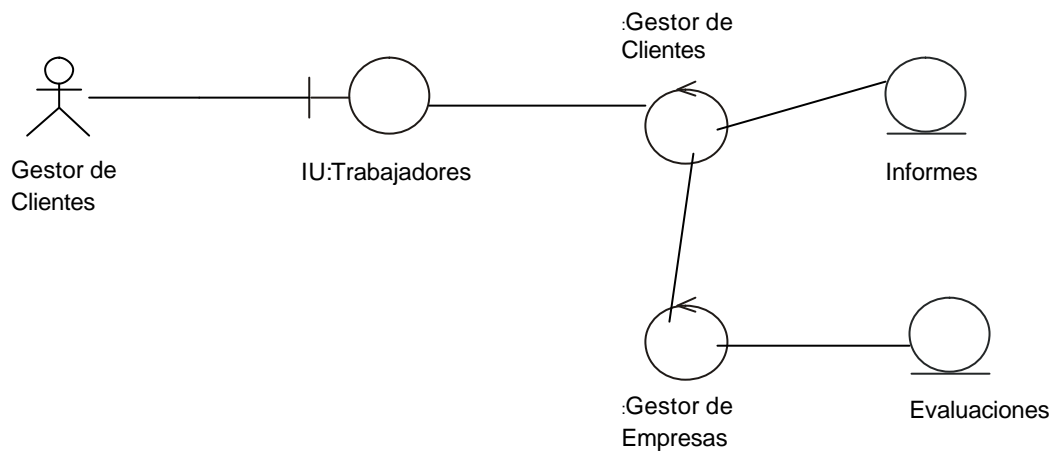 :Gestor de
Clientes
Gestor de
Clientes
IU:Trabajadores
Informes
:Gestor de
Empresas
Evaluaciones